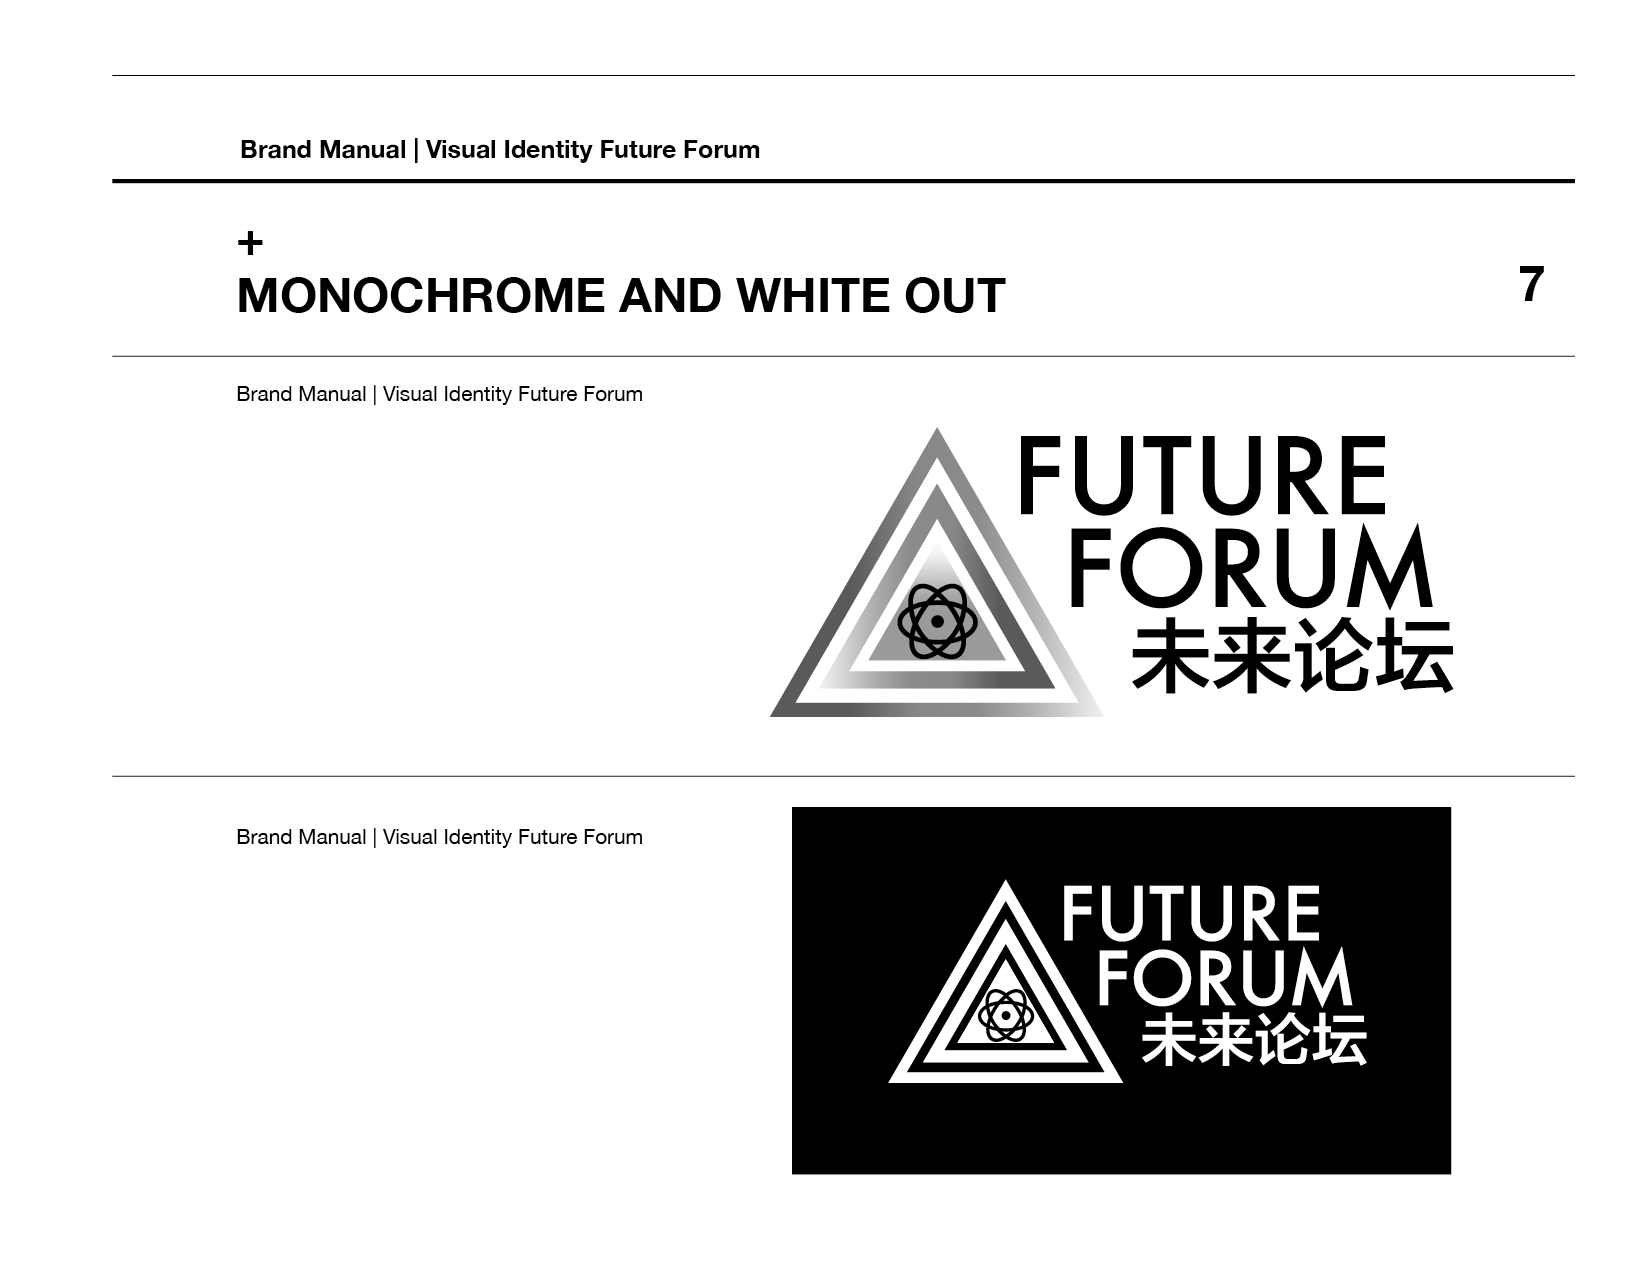 Brand Manual | Visual Identity Future Forum
+
MONOCHROME AND WHITE OUT
7
Brand Manual | Visual Identity Future Forum
FUTURE
FORUM
未来论坛
Brand Manual | Visual Identity Future Forum
FUTURE
FORUM
未来论坛